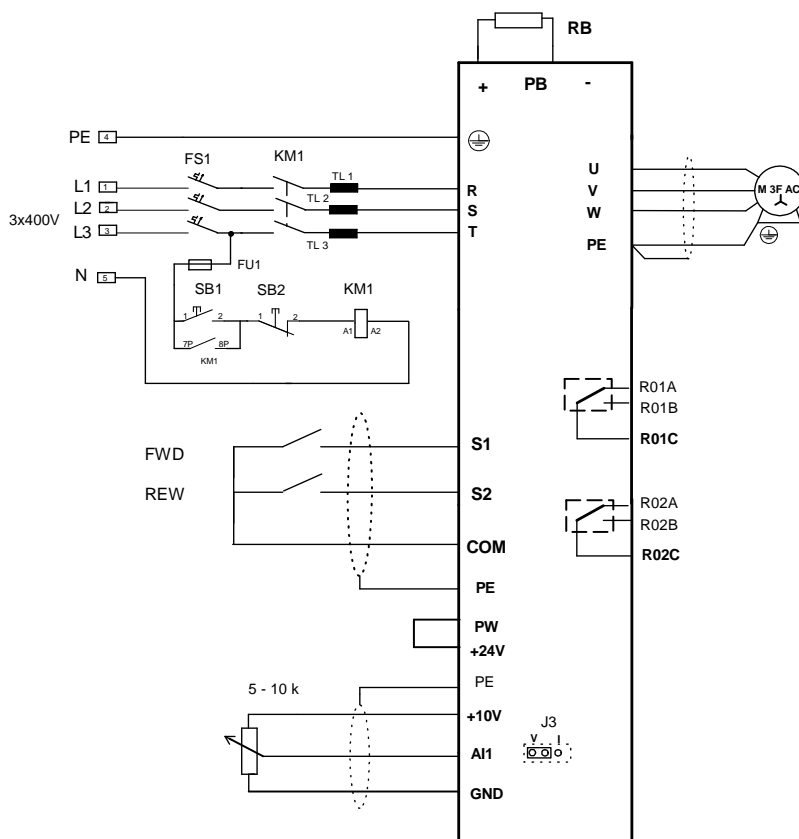 RB
+ PB -
PE 4
FS1 KM1
L1 1 TL 1 R
L2 2 TL 2 S
3x400V
L3 3 TL 3 T
U
V
W
PE
M 3F AC
N 5
FU1
SB1 SB2 KM1
1 2 1 2 A1 A2
7P 8P
KM1
R01A
R01B
R01C
FWD S1
REW S2
COM
PE
R02A
R02B
R02C
PW
+24V
5 - 10 k
PE
+10V
J3
V I
AI1
GND